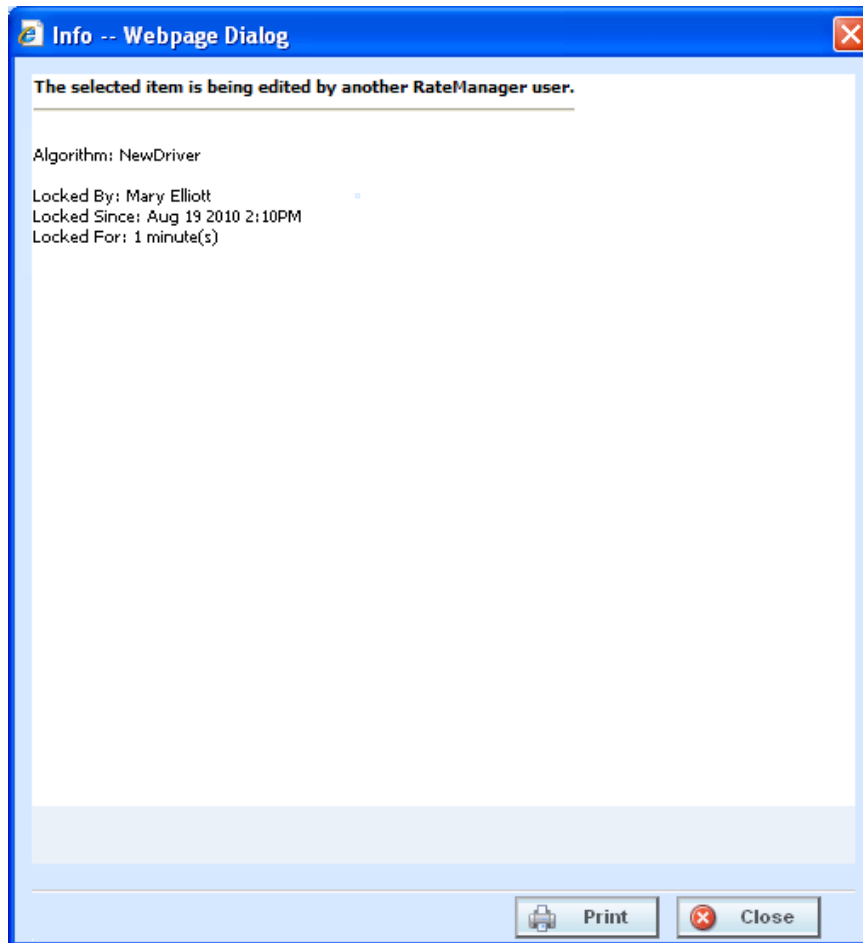 Info -- Webpage Dialog
The selected item is being edited by another RateManager user.
Algorithm: NewDriver
Locked By: Mary Elliott
Locked Since: Aug 19 2010 2:10PM
Locked For: 1 minute(s)
Print Close